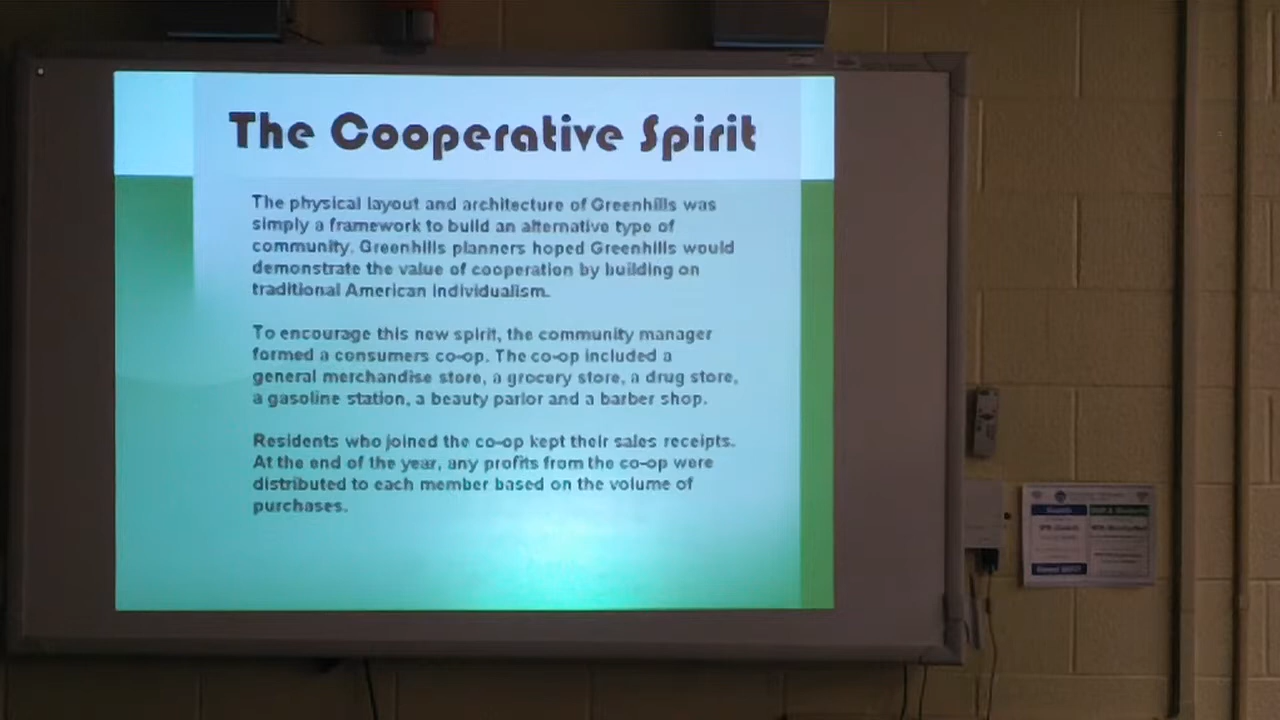 The Cooperative Spirit
The physical layout and architecture of Greenhills was
simply a framework to build an alternative type of
community. Greenhills planners hoped Greenhills would
demonstrate the value of cooperation by building on
traditional American individualism.
To encourage this new spirit, the community manager
formed a consumers co-op. The co-op included a
general merchandise store, a grocery store, a drug store,
a gasoline station, a beauty parlor and a barber shop.
Residents who joined the co-op kept their sales receipts.
At the end of the year, any profits from the co-op were
distributed to each member based on the volume of
purchases.